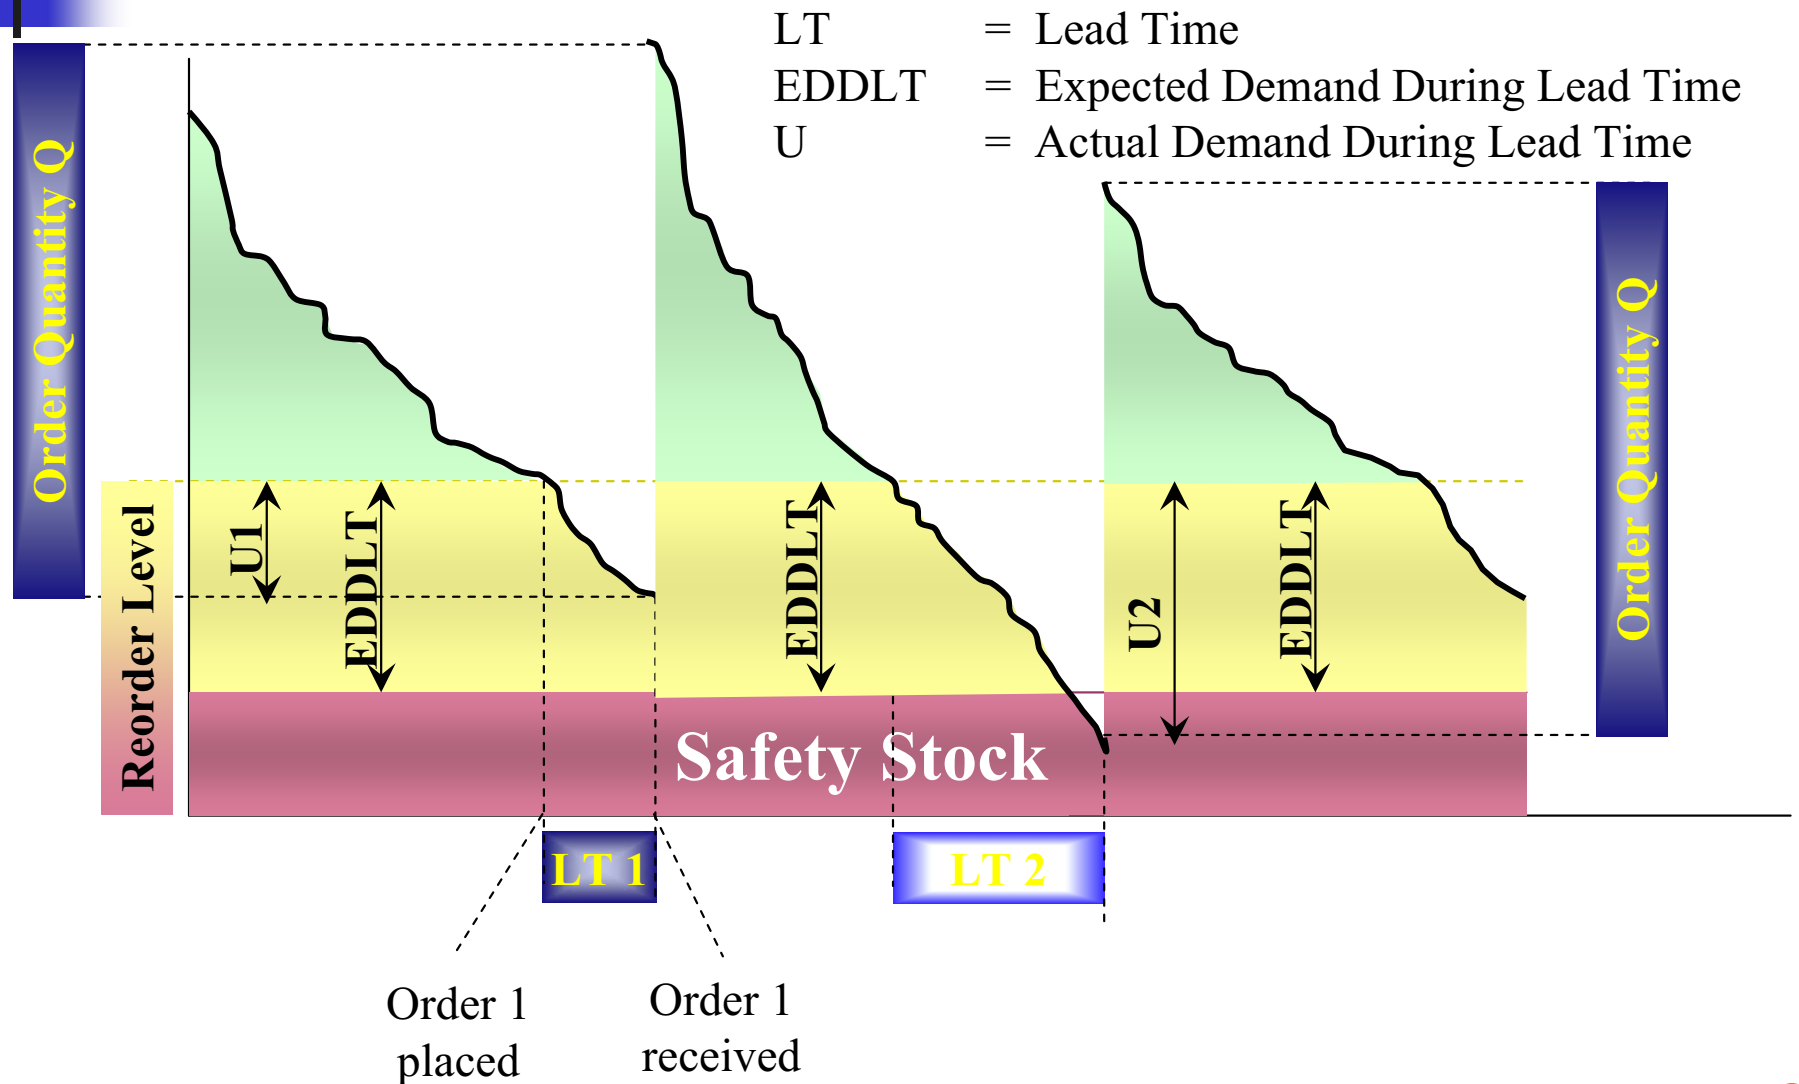 LT = Lead Time
EDDLT = Expected Demand During Lead Time
U = Actual Demand During Lead Time
Order Quantity Q
Order Quantity Q
Reorder Level
U1
EDDLT
EDDLT
U2
EDDLT
Safety Stock
LT 1
LT 2
Order 1
placed
Order 1
received